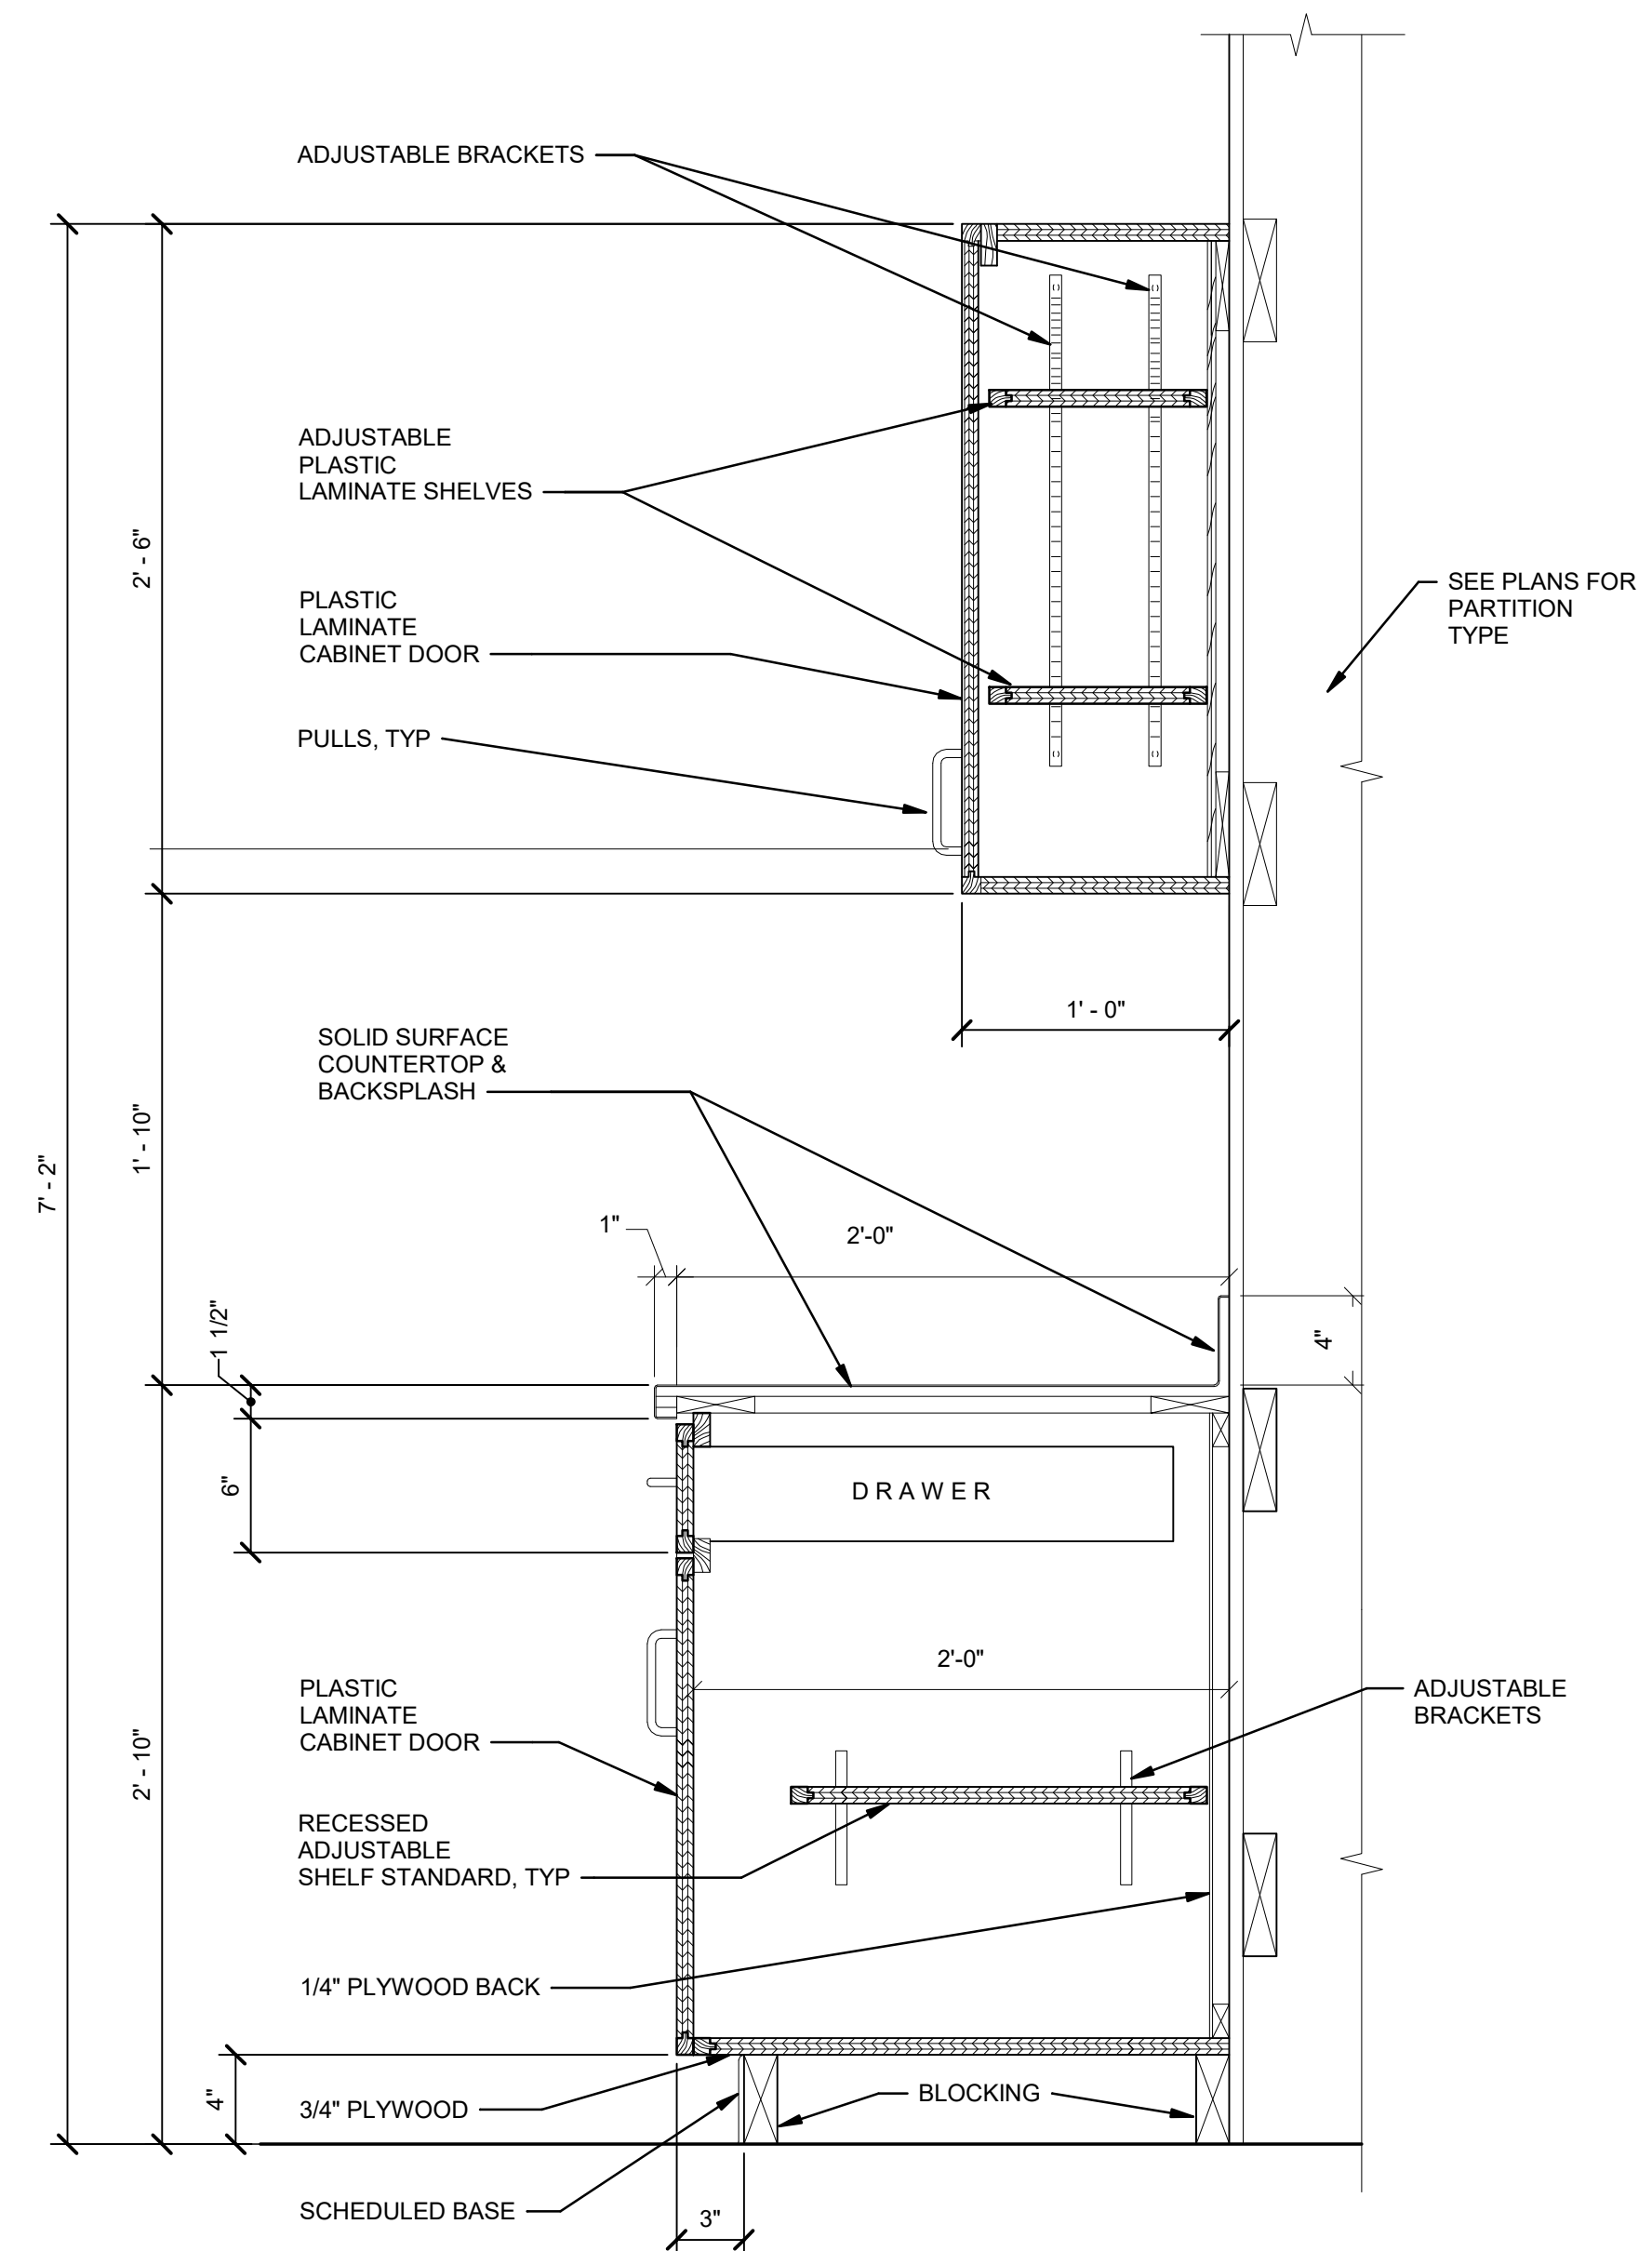 ADJUSTABLE BRACKETS
ADJUSTABLE
PLASTIC
LAMINATE SHELVES
2' - 6"
PLASTIC
LAMINATE
CABINET DOOR
SEE PLANS FOR
PARTITION
TYPE
PULLS, TYP
1' - 0"
SOLID SURFACE
COUNTERTOP &
BACKSPLASH
1' - 10"
7' - 2"
1"
2'-0"
1 1/2"
4"
6"
DRAWER
2'-0"
PLASTIC
LAMINATE
CABINET DOOR
ADJUSTABLE
BRACKETS
2' - 10"
RECESSED
ADJUSTABLE
SHELF STANDARD, TYP
1/4" PLYWOOD BACK
4"
3/4" PLYWOOD
BLOCKING
SCHEDULED BASE
3"